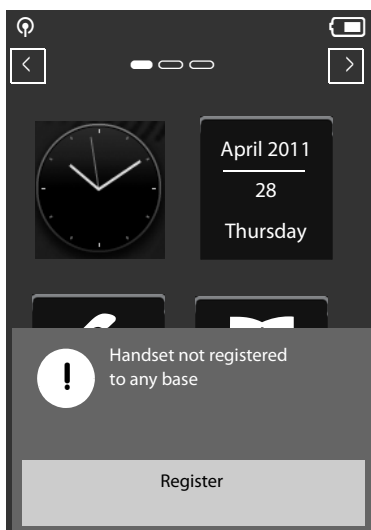 April 2011
28
Thursday
Handset not registered
to any base
Register